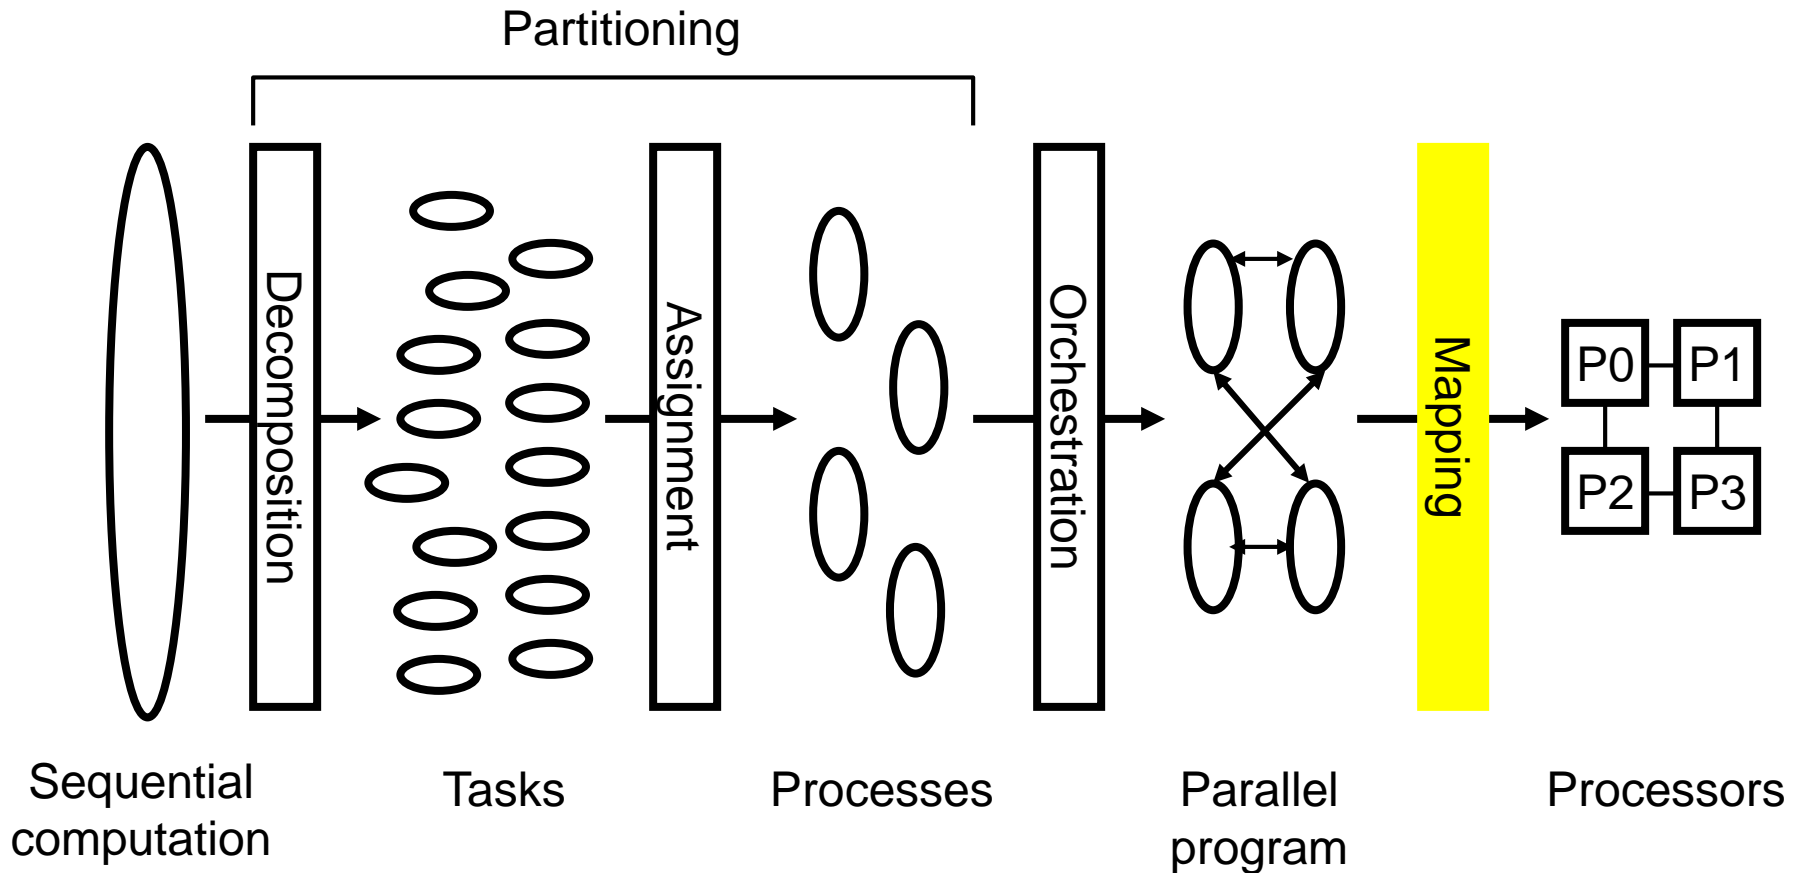 Partitioning
Decomposition
Assignment
Orchestration
Mapping
P0
P1
P2
P3
Sequential
computation
Tasks
Processes
Parallel
program
Processors